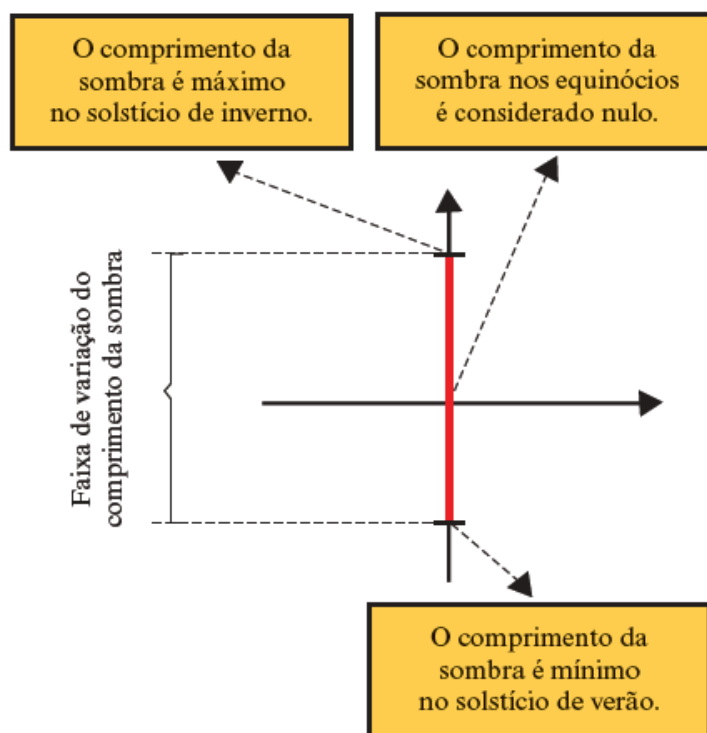 O comprimento da
sombra é máximo
no solstício de inverno.
O comprimento da
sombra nos equinócios
é considerado nulo.
Faixa de variação do
comprimento da sombra
O comprimento da
sombra é mínimo
no solstício de verão.